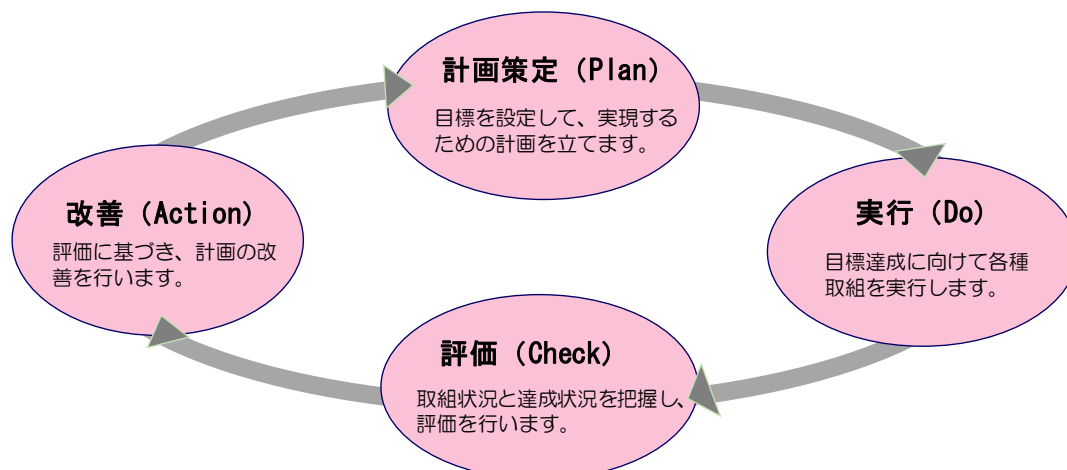 計画策定（Plan）
目標を設定して、実現する
ための計画を立てます。
実行（Do）
目標達成に向けて各種
取組を実行します。
評価（Check）
取組状況と達成状況を把握し、
評価を行います。
改善（Action）
評価に基づき、計画の改
善を行います。